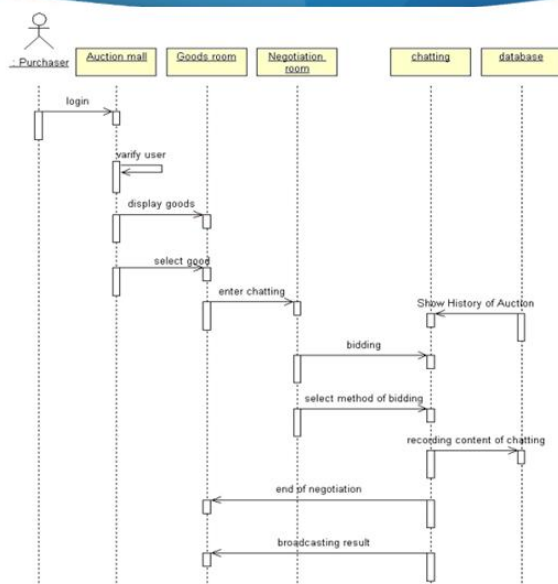 : Purchaser
Auction mall
Goods room
Negotiation
room
chatting
database
login
varify user
display goods
select good
enter chatting
Show History of Auction
bidding
select method of bidding
recording content of chatting
end of negotiation
broadcasting result